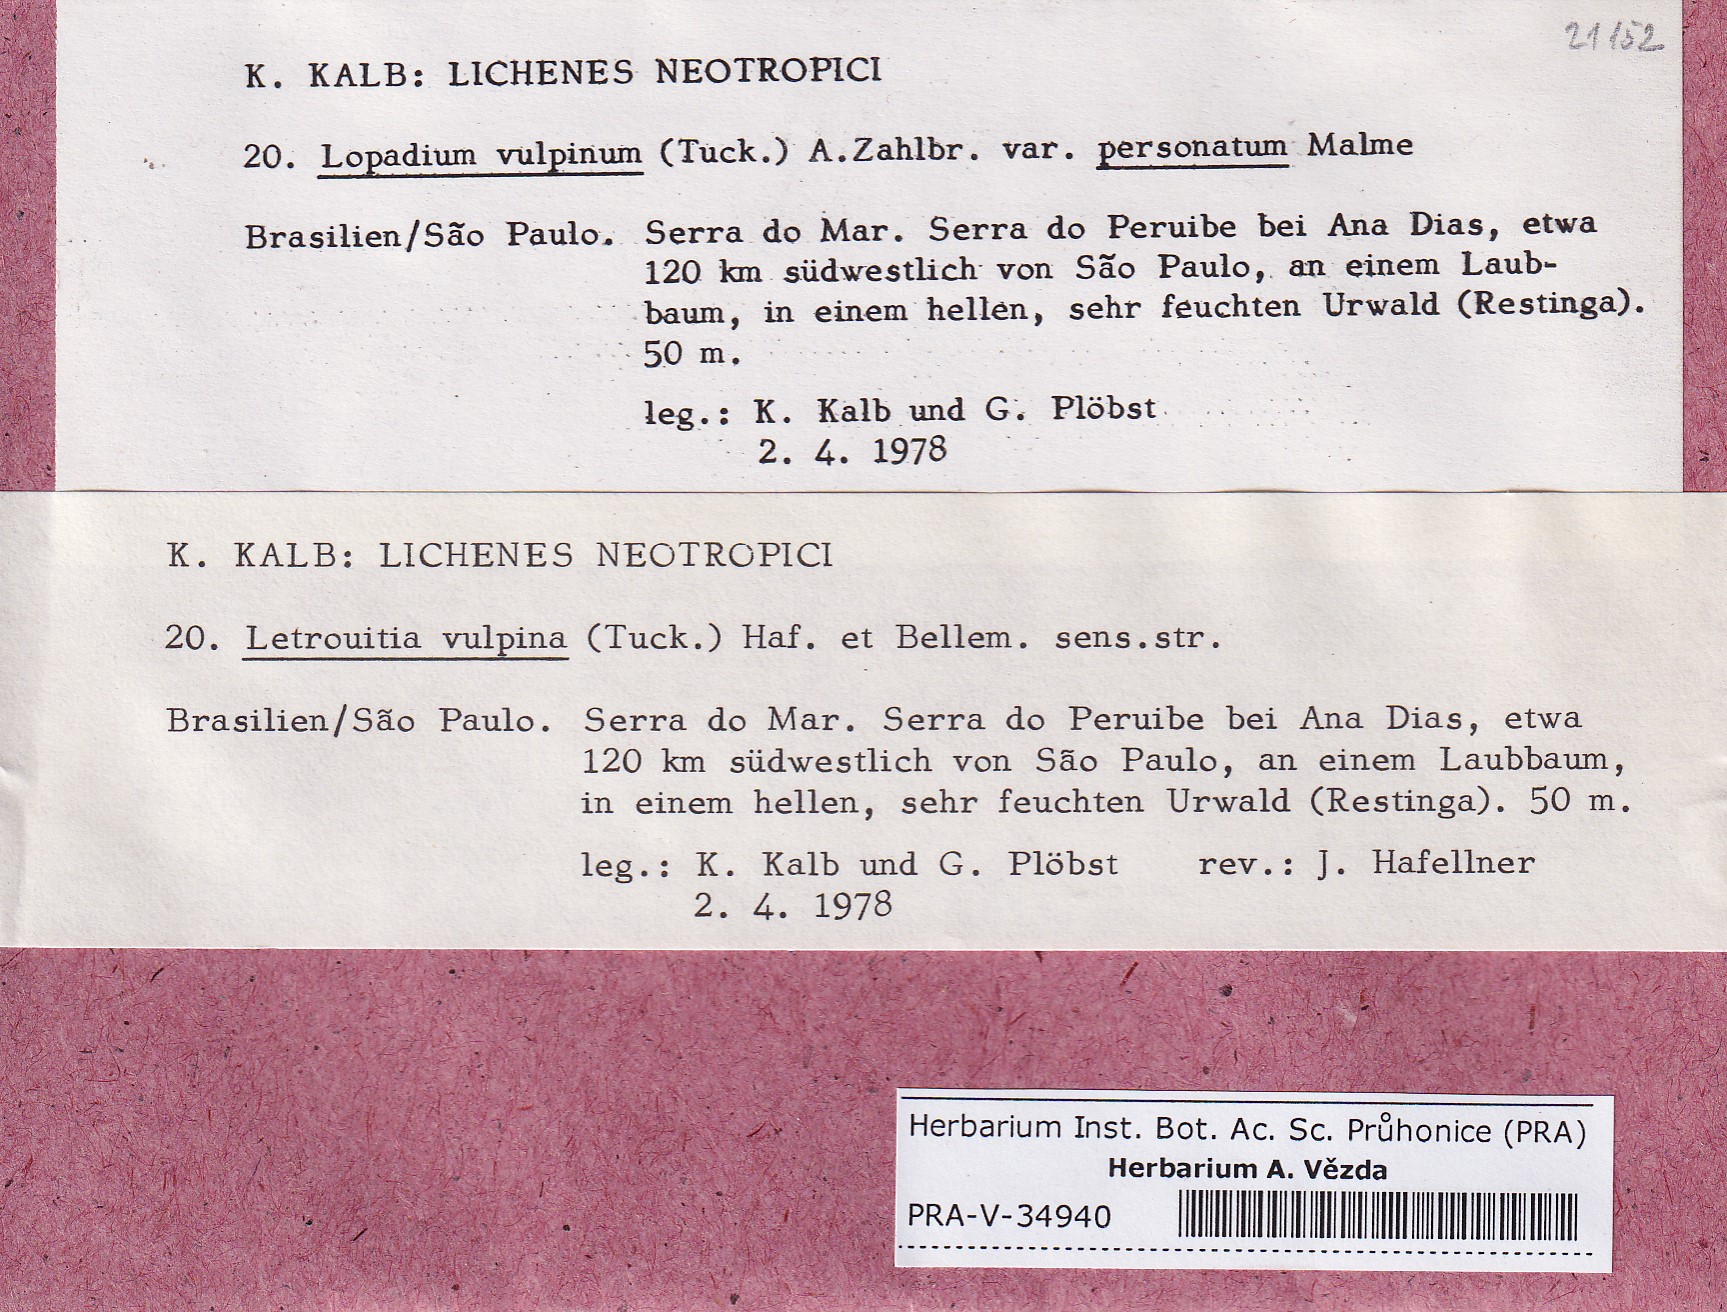 21152
K. KALB: LICHENES NEOTROPICI
20. Lopadium vulpinum (Tuck.) A.Zahlbr. var. personatum Malme
Brasilien/São Paulo. Serra do Mar. Serra do Peruibe bei Ana Dias, etwa
120 km südwestlich von São Paulo, an einem Laub-
baum, in einem hellen, sehr feuchten Urwald (Restinga).
50 m.
leg.: K. Kalb und G. Plöbst
2. 4. 1978
K. KALB: LICHENES NEOTROPICI
20. Letrouitia vulpina (Tuck.) Haf. et Bellem. sens.str.
Brasilien/São Paulo. Serra do Mar. Serra do Peruibe bei Ana Dias, etwa
120 km südwestlich von São Paulo, an einem Laubbaum,
in einem hellen, sehr feuchten Urwald (Restinga). 50 m.
leg.: K. Kalb und G. Plöbst rev.: J. Hafellner
2. 4. 1978
Herbarium Inst. Bot. Ac. Sc. Průhonice (PRA)
Herbarium A. Vězda
PRA-V-34940